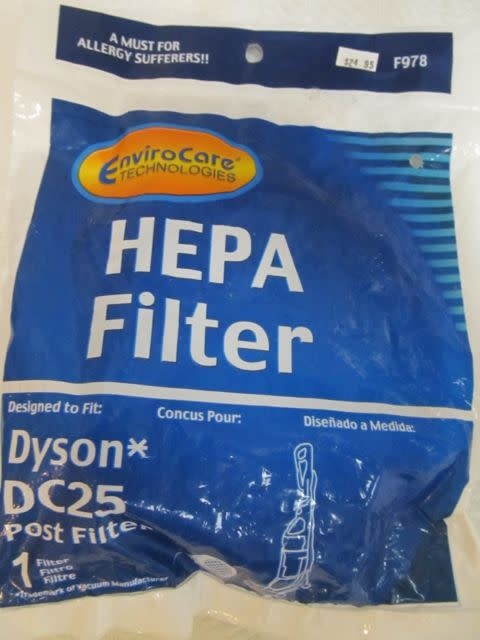 A MUST FOR
ALLERGY SUFFERERS!!
$24.95
F978
EnviroCare®
TECHNOLOGIES
HEPA
Filter
Designed to Fit:
Concus Pour:
Diseñado a Medida:
Dyson*
DC25
Post Filter
1 Filter
Filtro
Filtre
*Trademark of Vacuum Manufacturer